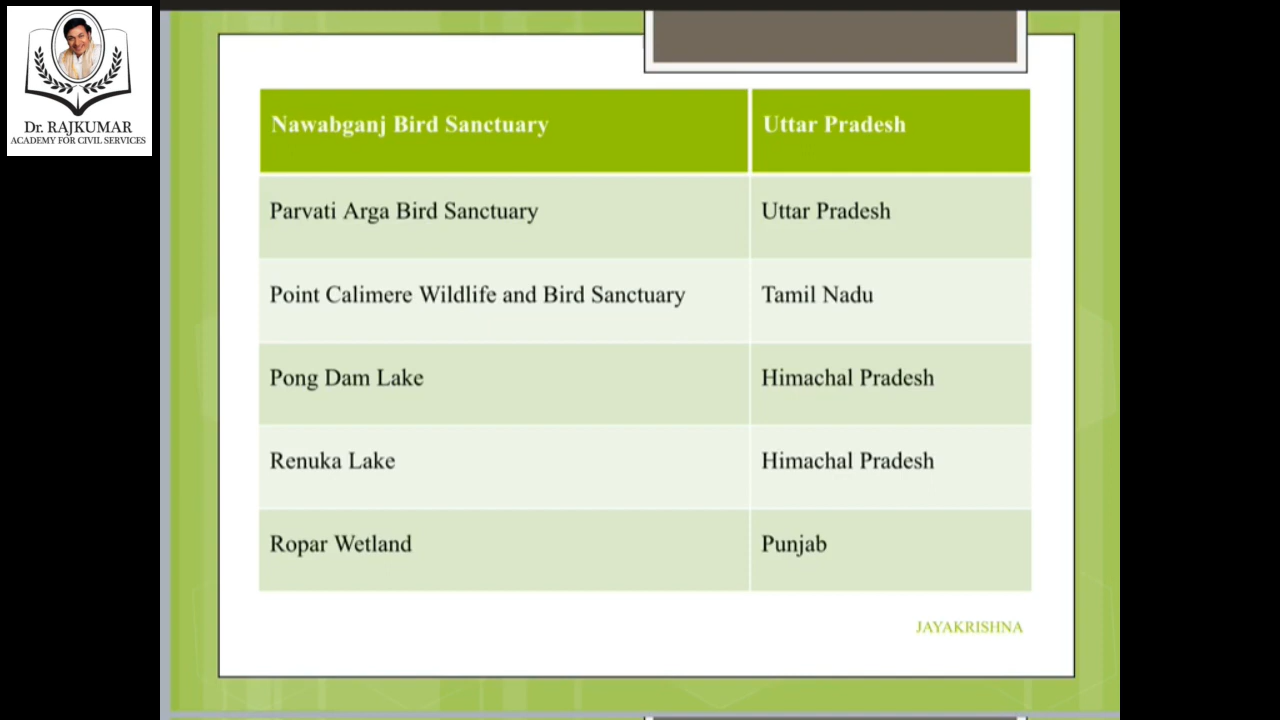 Dr. RAJKUMAR
ACADEMY FOR CIVIL SERVICES
Nawabganj Bird Sanctuary Uttar Pradesh
Parvati Arga Bird Sanctuary Uttar Pradesh
Point Calimere Wildlife and Bird Sanctuary Tamil Nadu
Pong Dam Lake Himachal Pradesh
Renuka Lake Himachal Pradesh
Ropar Wetland Punjab
JAYAKRISHNA